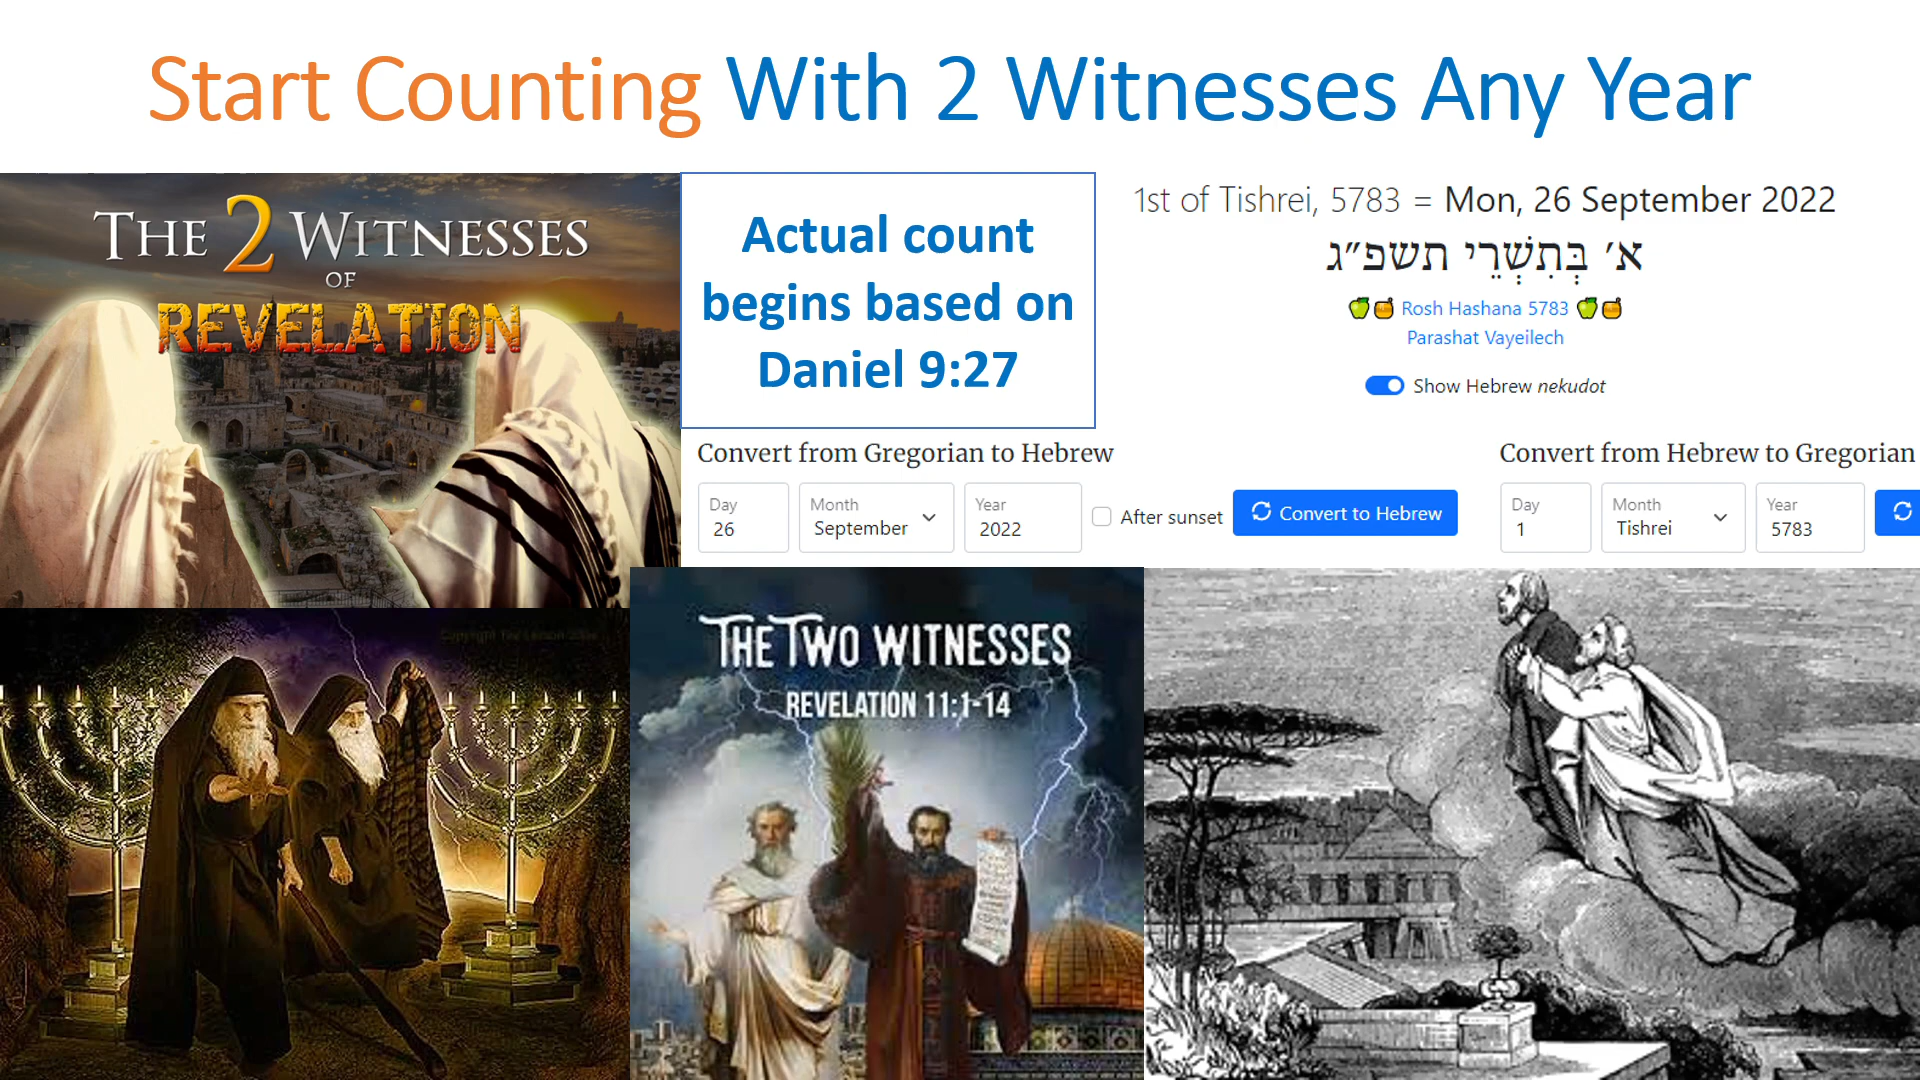 Start Counting With 2 Witnesses Any Year
THE 2 WITNESSES
OF
REVELATION
Actual count
begins based on
Daniel 9:27
1st of Tishrei, 5783 = Mon, 26 September 2022
א׳ בְּתִשְׁרֵי תשפ״ג
🍏🍯 Rosh Hashana 5783 🍏🍯
Parashat Vayeilech
Show Hebrew nekudot
Convert from Gregorian to Hebrew
Day
26
Month
September
Year
2022
After sunset
Convert to Hebrew
Convert from Hebrew to Gregorian
Day
1
Month
Tishrei
Year
5783
THE TWO WITNESSES
REVELATION 11:1-14